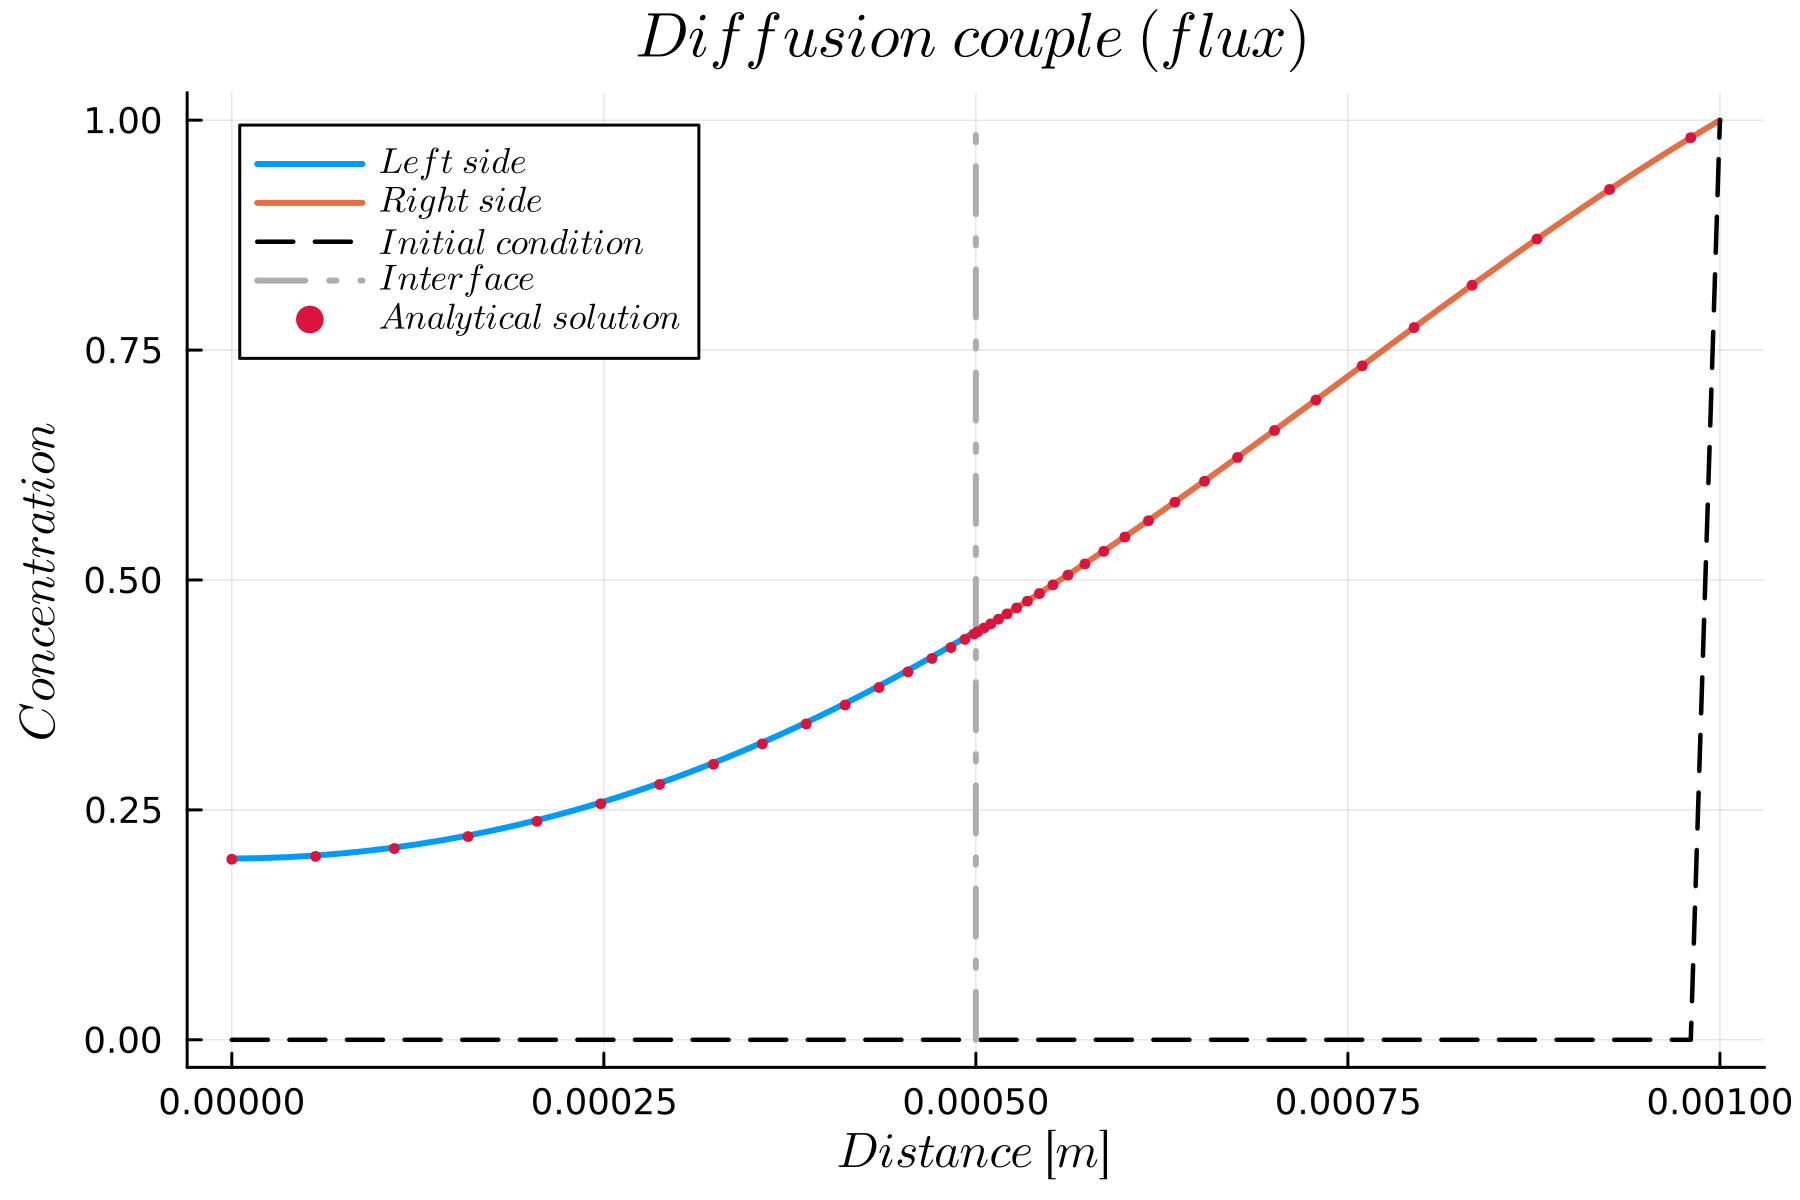 Diffusion couple (flux)
1.00
0.75
0.50
0.25
0.00
Concentration
Left side
Right side
Initial condition
Interface
Analytical solution
0.00000 0.00025 0.00050 0.00075 0.00100
Distance [m]